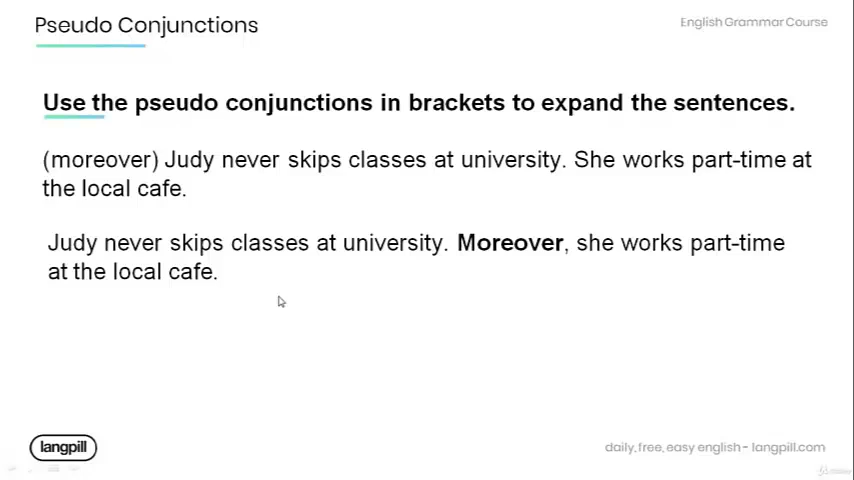 Pseudo Conjunctions
English Grammar Course
Use the pseudo conjunctions in brackets to expand the sentences.
(moreover) Judy never skips classes at university. She works part-time at
the local cafe.
Judy never skips classes at university. Moreover, she works part-time
at the local cafe.
langpill
daily, free, easy english - langpill.com